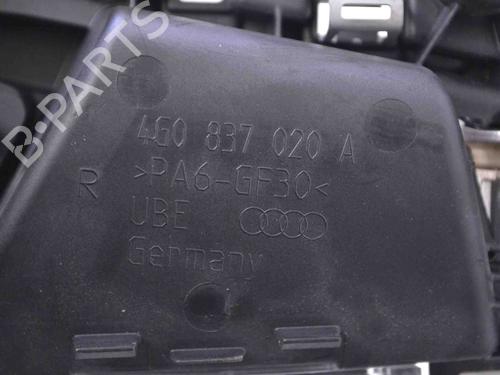 B-PARTS
4G0 837 020 A
R >PA6-GF30<
UBE
Germany